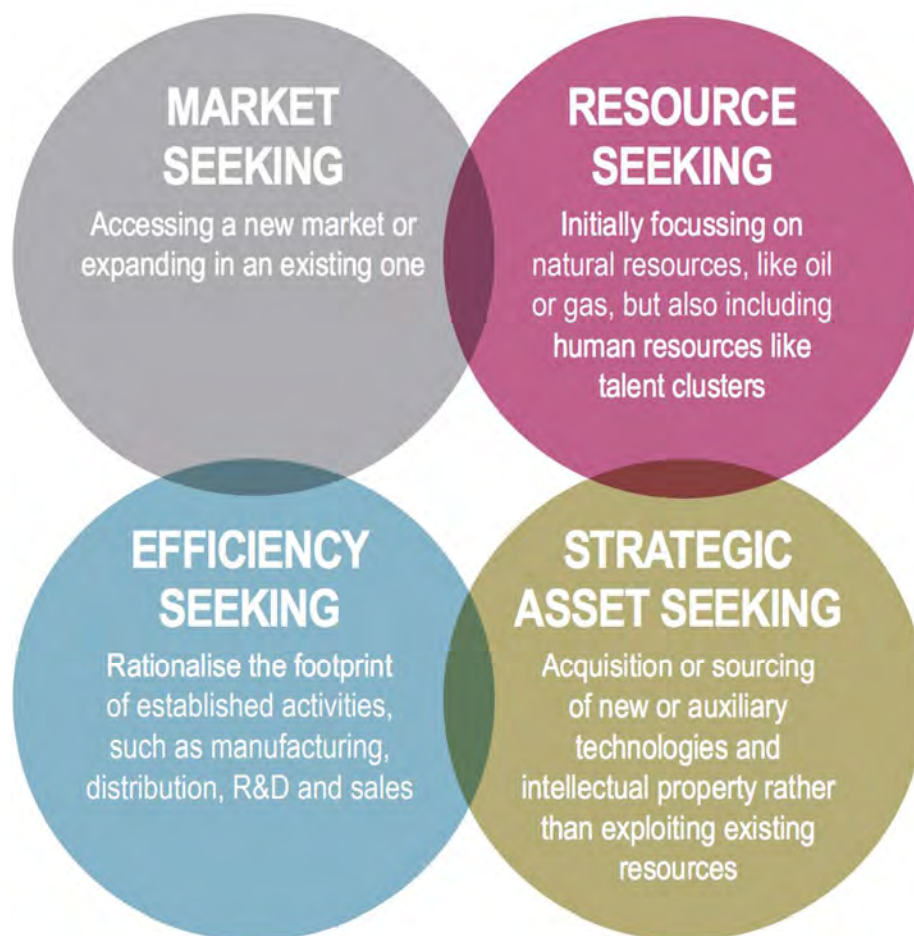 MARKET
SEEKING
Accessing a new market or
expanding in an existing one
RESOURCE
SEEKING
Initially focussing on
natural resources, like oil
or gas, but also including
human resources like
talent clusters
EFFICIENCY
SEEKING
Rationalise the footprint
of established activities,
such as manufacturing,
distribution, R&D and sales
STRATEGIC
ASSET SEEKING
Acquisition or sourcing
of new or auxiliary
technologies and
intellectual property rather
than exploiting existing
resources